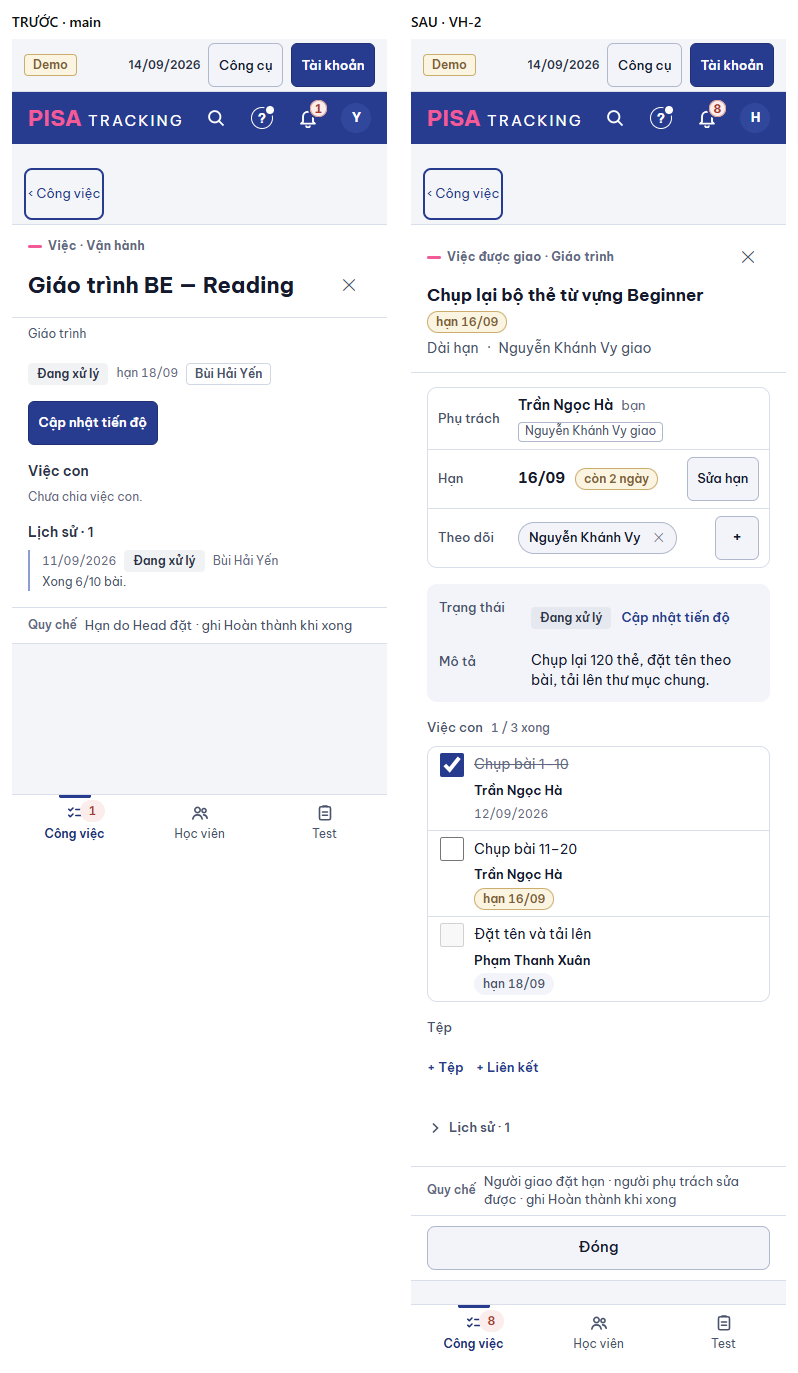 TRƯỚC · main
Demo 14/09/2026 Công cụ Tài khoản
PISA TRACKING ? 1 Y
‹ Công việc
Việc · Vận hành
Giáo trình BE — Reading
Giáo trình
Đang xử lý hạn 18/09 Bùi Hải Yến
Cập nhật tiến độ
Việc con
Chưa chia việc con.
Lịch sử · 1
11/09/2026 Đang xử lý Bùi Hải Yến
Xong 6/10 bài.
Quy chế Hạn do Head đặt · ghi Hoàn thành khi xong
1
Công việc Học viên Test
SAU · VH-2
Demo 14/09/2026 Công cụ Tài khoản
PISA TRACKING ? 8 H
‹ Công việc
Việc được giao · Giáo trình
Chụp lại bộ thẻ từ vựng Beginner
hạn 16/09
Dài hạn · Nguyễn Khánh Vy giao
Phụ trách Trần Ngọc Hà bạn
Nguyễn Khánh Vy giao
Hạn 16/09 còn 2 ngày Sửa hạn
Theo dõi Nguyễn Khánh Vy +
Trạng thái Đang xử lý Cập nhật tiến độ
Mô tả Chụp lại 120 thẻ, đặt tên theo
bài, tải lên thư mục chung.
Việc con 1 / 3 xong
Chụp bài 1–10
Trần Ngọc Hà
12/09/2026
Chụp bài 11–20
Trần Ngọc Hà
hạn 16/09
Đặt tên và tải lên
Phạm Thanh Xuân
hạn 18/09
Tệp
+ Tệp + Liên kết
Lịch sử · 1
Quy chế Người giao đặt hạn · người phụ trách sửa
được · ghi Hoàn thành khi xong
Đóng
8
Công việc Học viên Test